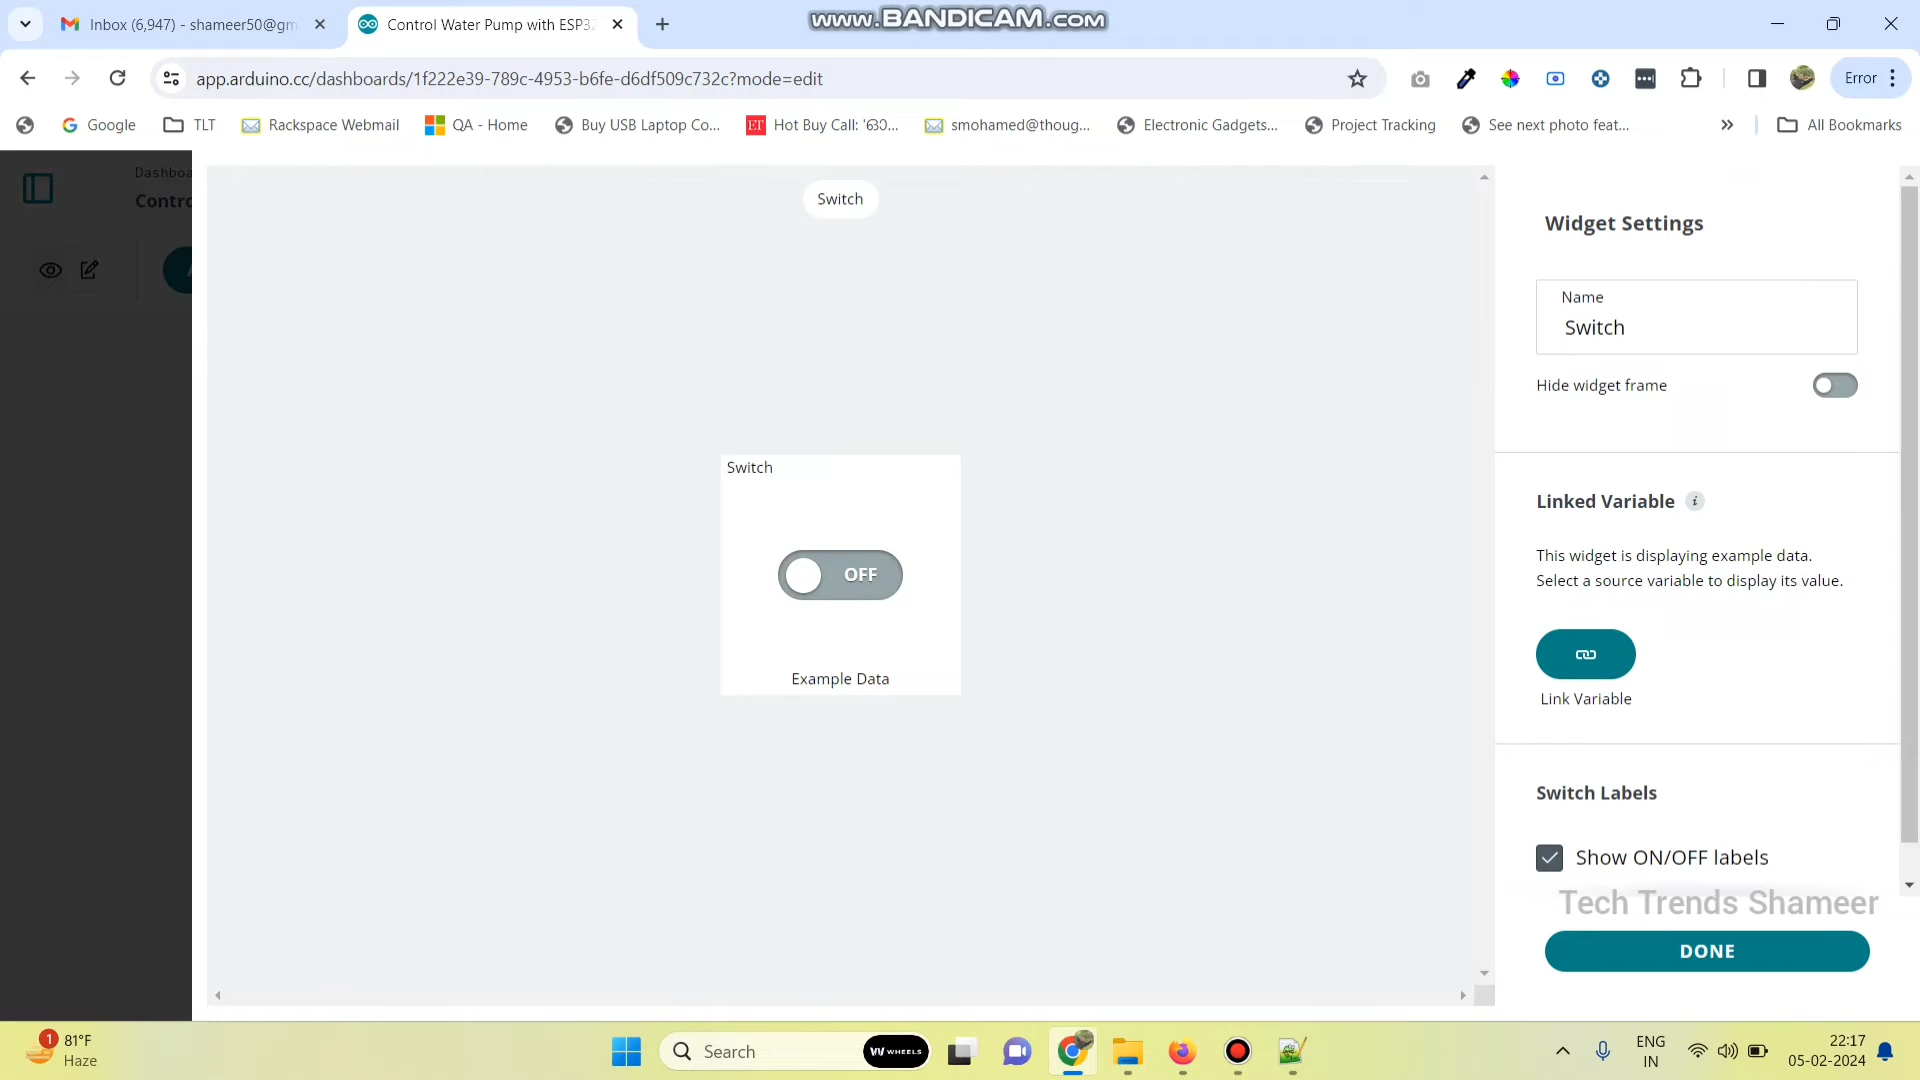 Inbox (6,947) - shameer50@gm
Control Water Pump with ESP32
www.BANDICAM.com
app.arduino.cc/dashboards/1f222e39-789c-4953-b6fe-d6df509c732c?mode=edit
Error
Google
TLT
Rackspace Webmail
QA - Home
Buy USB Laptop Co...
ET
Hot Buy Call: '630...
smohamed@thoug...
Electronic Gadgets...
Project Tracking
See next photo feat...
All Bookmarks
Dashboa
Contro
Switch
Switch
OFF
Example Data
Widget Settings
Name
Switch
Hide widget frame
Linked Variable i
This widget is displaying example data.
Select a source variable to display its value.
Link Variable
Switch Labels
Show ON/OFF labels
Tech Trends Shameer
DONE
1
81°F
Haze
Search
WHEELS
ENG
IN
22:17
05-02-2024